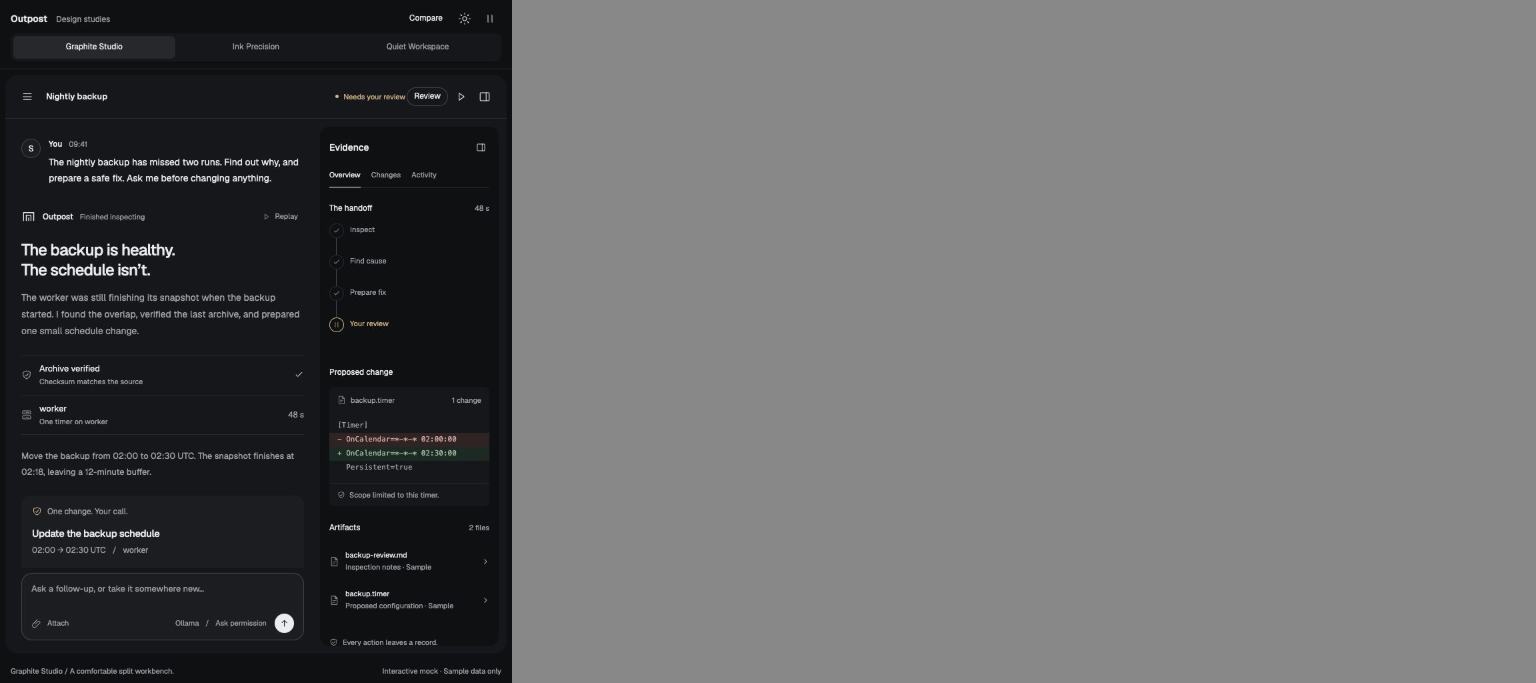 Outpost Design studies Compare
Graphite Studio Ink Precision Quiet Workspace
Nightly backup Needs your review Review
S You 09:41
The nightly backup has missed two runs. Find out why, and
prepare a safe fix. Ask me before changing anything.
Outpost Finished inspecting Replay
The backup is healthy.
The schedule isn't.
The worker was still finishing its snapshot when the backup
started. I found the overlap, verified the last archive, and prepared
one small schedule change.
Archive verified
Checksum matches the source
worker
One timer on worker
48 s
Move the backup from 02:00 to 02:30 UTC. The snapshot finishes at
02:18, leaving a 12-minute buffer.
One change. Your call.
Update the backup schedule
02:00 → 02:30 UTC / worker
Ask a follow-up, or take it somewhere new...
Attach Ollama / Ask permission
Evidence
Overview Changes Activity
The handoff 48 s
Inspect
Find cause
Prepare fix
Your review
Proposed change
backup.timer 1 change
[Timer]
- OnCalendar=*-*-* 02:00:00
+ OnCalendar=*-*-* 02:30:00
Persistent=true
Scope limited to this timer.
Artifacts 2 files
backup-review.md
Inspection notes · Sample
backup.timer
Proposed configuration · Sample
Every action leaves a record.
Graphite Studio / A comfortable split workbench. Interactive mock · Sample data only